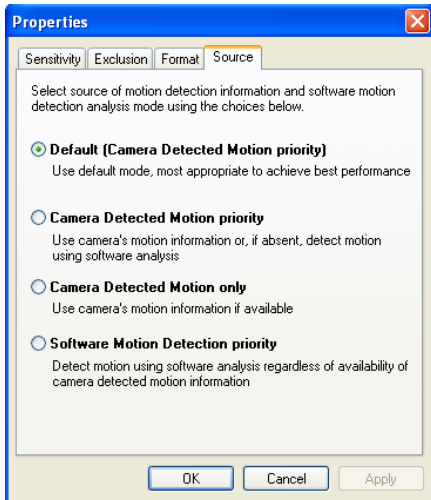 Properties
Sensitivity Exclusion Format Source
Select source of motion detection information and software motion
detection analysis mode using the choices below.
Default (Camera Detected Motion priority)
Use default mode, most appropriate to achieve best performance
Camera Detected Motion priority
Use camera's motion information or, if absent, detect motion
using software analysis
Camera Detected Motion only
Use camera's motion information if available
Software Motion Detection priority
Detect motion using software analysis regardless of availability of
camera detected motion information
OK Cancel Apply